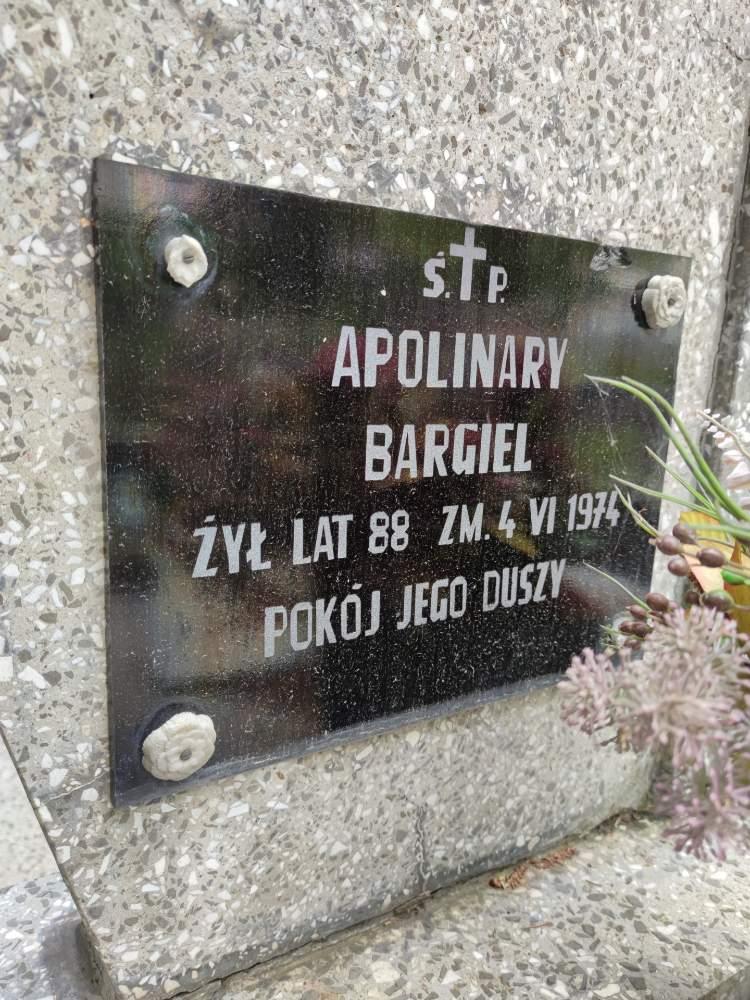 Ś.✝P.
APOLINARY
BARGIEL
ŻYŁ LAT 88 ZM. 4 VI 1974
POKÓJ JEGO DUSZY